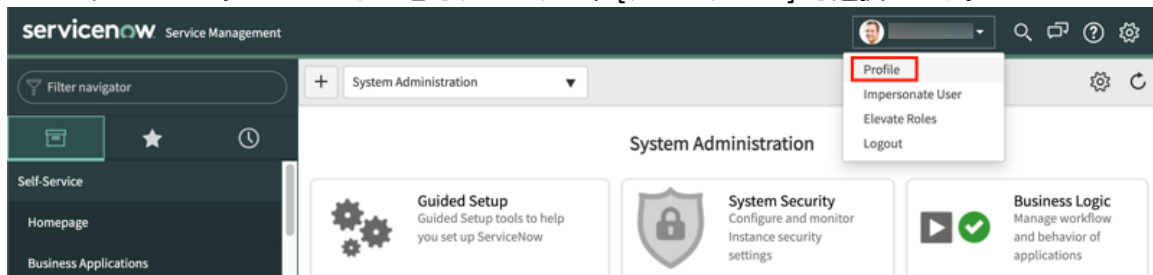 servicenow Service Management
Profile
Impersonate User
Elevate Roles
Logout
Filter navigator
System Administration
System Administration
Self-Service
Homepage
Business Applications
Guided Setup
Guided Setup tools to help
you set up ServiceNow
System Security
Configure and monitor
Instance security
settings
Business Logic
Manage workflow
and behavior of
applications